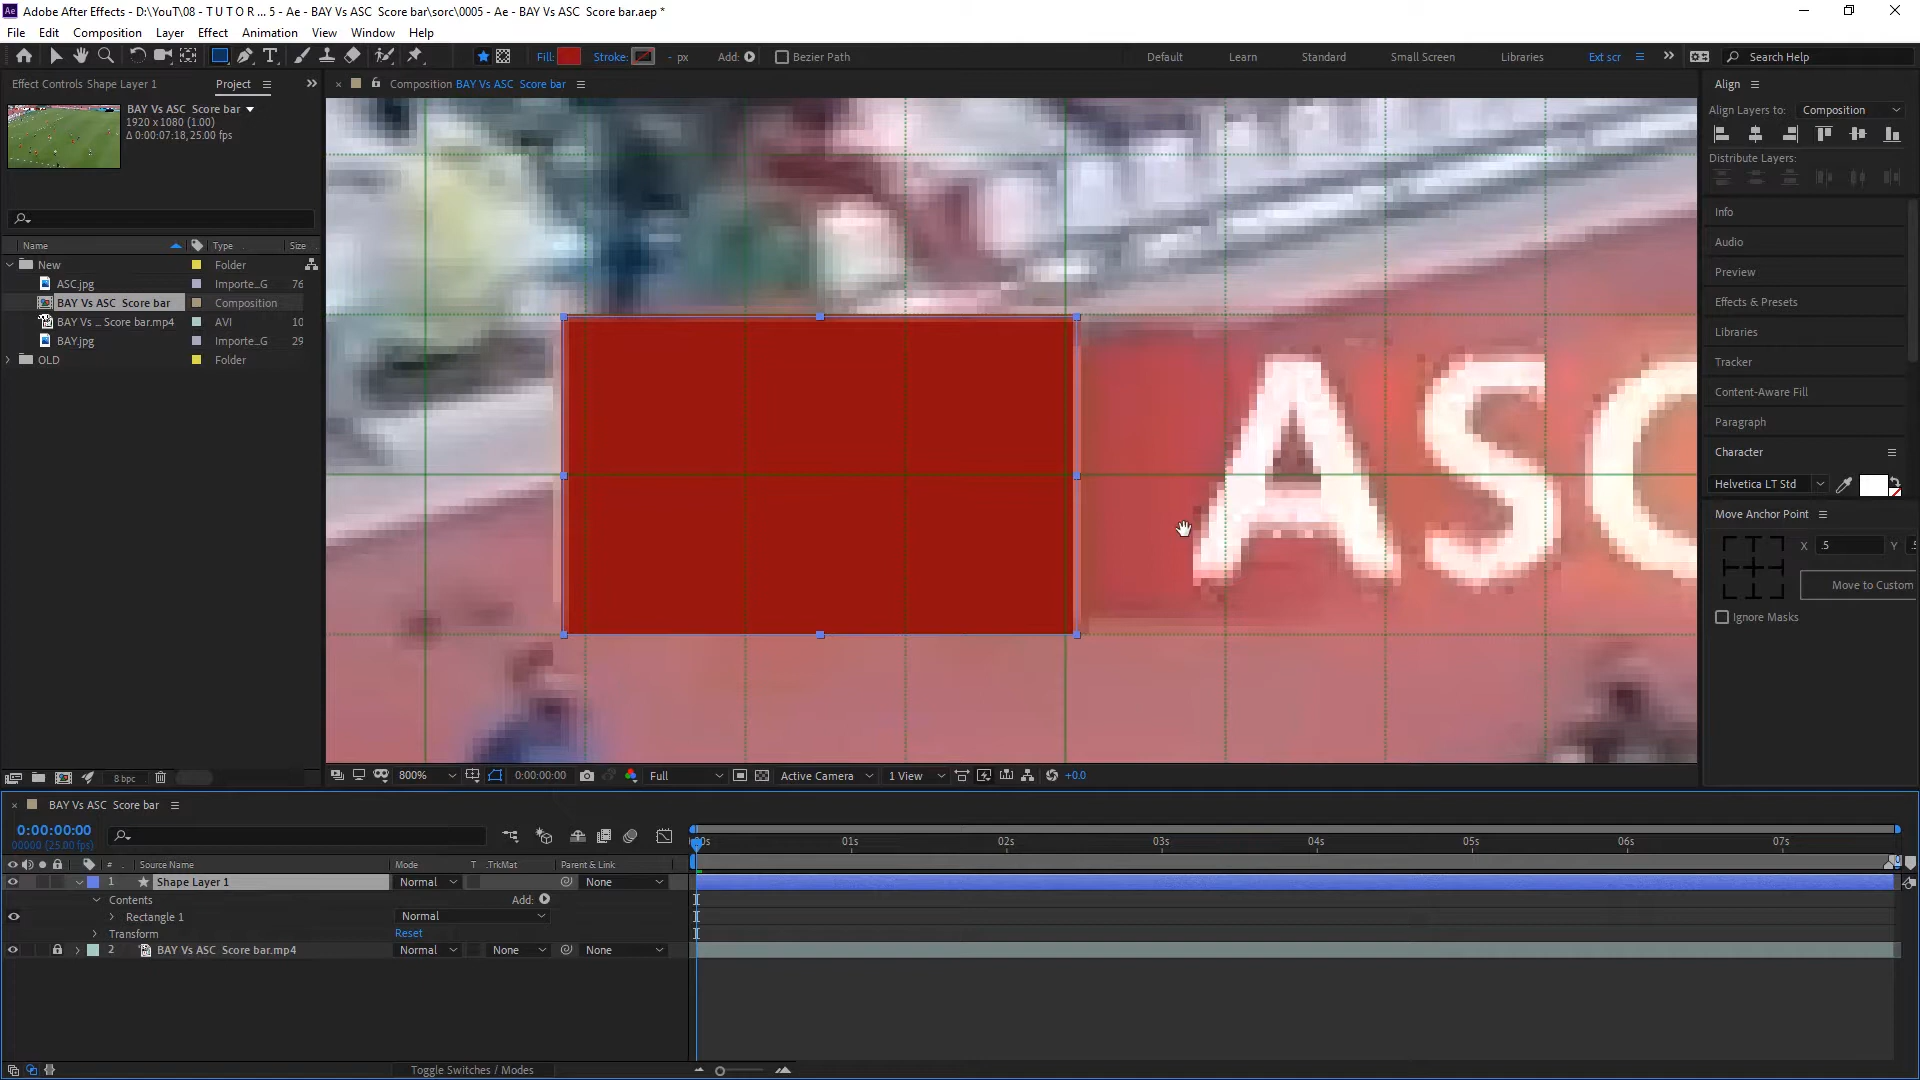 Ae Adobe After Effects - D:\YouT\08 - T U T O R ... 5 - Ae - BAY Vs ASC  Score bar\sorc\0005 - Ae - BAY Vs ASC  Score bar.aep *
File Edit Composition Layer Effect Animation View Window Help
Fill: Stroke: - px Add: Bezier Path Default Learn Standard Small Screen Libraries Ext scr Search Help
Effect Controls Shape Layer 1 Project
Composition BAY Vs ASC  Score bar
Align
BAY Vs ASC  Score bar
1920 x 1080 (1.00)
Δ 0:00:07:18, 25.00 fps
Align Layers to: Composition
Distribute Layers:
Name Type Size
New Folder
ASC.jpg Importe_G 76
BAY Vs ASC  Score bar Composition
BAY Vs _ Score bar.mp4 AVI 10
BAY.jpg Importe_G 29
OLD Folder
ASC
Info
Audio
Preview
Effects & Presets
Libraries
Tracker
Content-Aware Fill
Paragraph
Character
Helvetica LT Std
Move Anchor Point
X .5 Y .5
Move to Custom
Ignore Masks
8 bpc
800% 0:00:00:00 Full Active Camera 1 View +0.0
BAY Vs ASC  Score bar
0:00:00:00
00000 (25.00 fps)
:00s 01s 02s 03s 04s 05s 06s 07s
# Source Name Mode T .TrkMat Parent & Link
1 Shape Layer 1 Normal None
Contents Add:
Rectangle 1 Normal
Transform Reset
2 BAY Vs ASC  Score bar.mp4 Normal None None
Toggle Switches / Modes